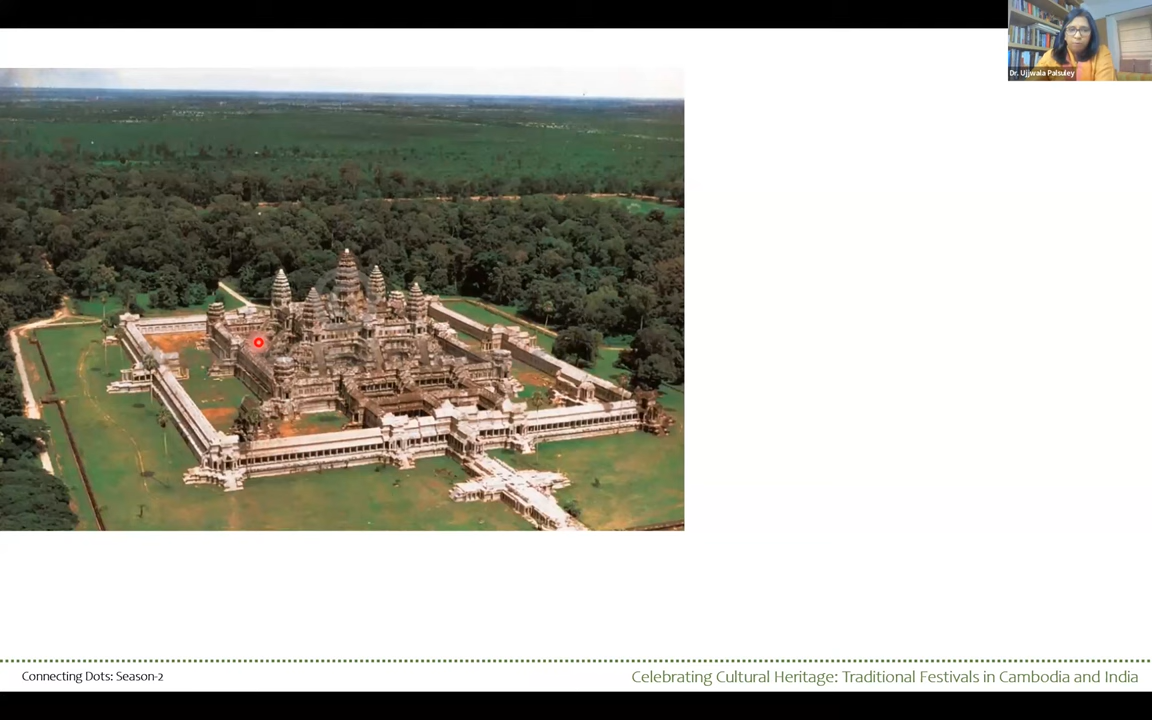 Dr. Ujjwala Palsuley
Connecting Dots: Season-2
Celebrating Cultural Heritage: Traditional Festivals in Cambodia and India